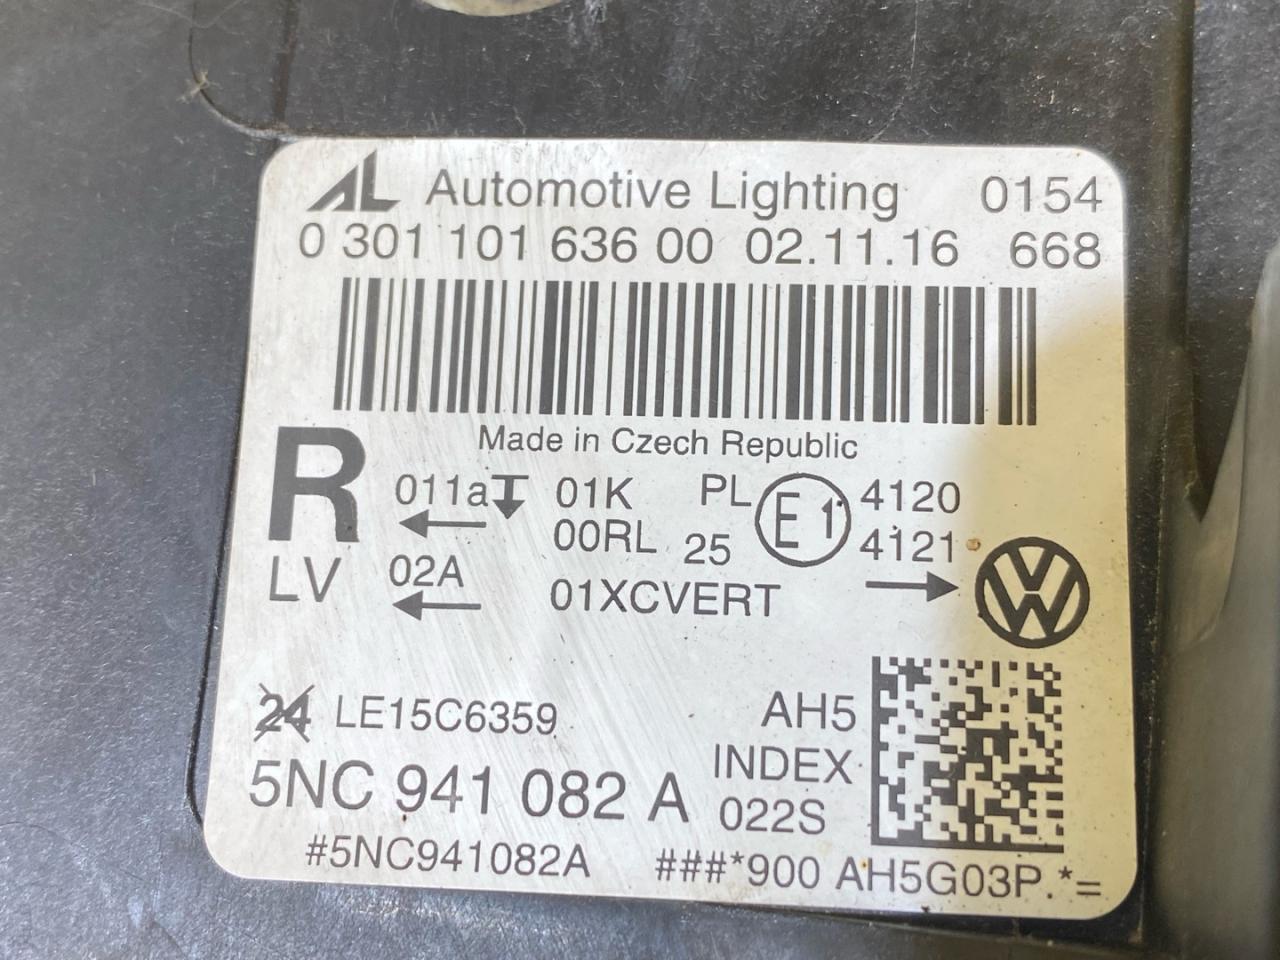 AL Automotive Lighting 0154
0 301 101 636 00 02.11.16 668
Made in Czech Republic
R 011a 01K PL E1 4120
00RL 25 4121
LV 02A 01XCVERT
24 LE15C6359 AH5
INDEX
5NC 941 082 A 022S
#5NC941082A ###*900 AH5G03P *=